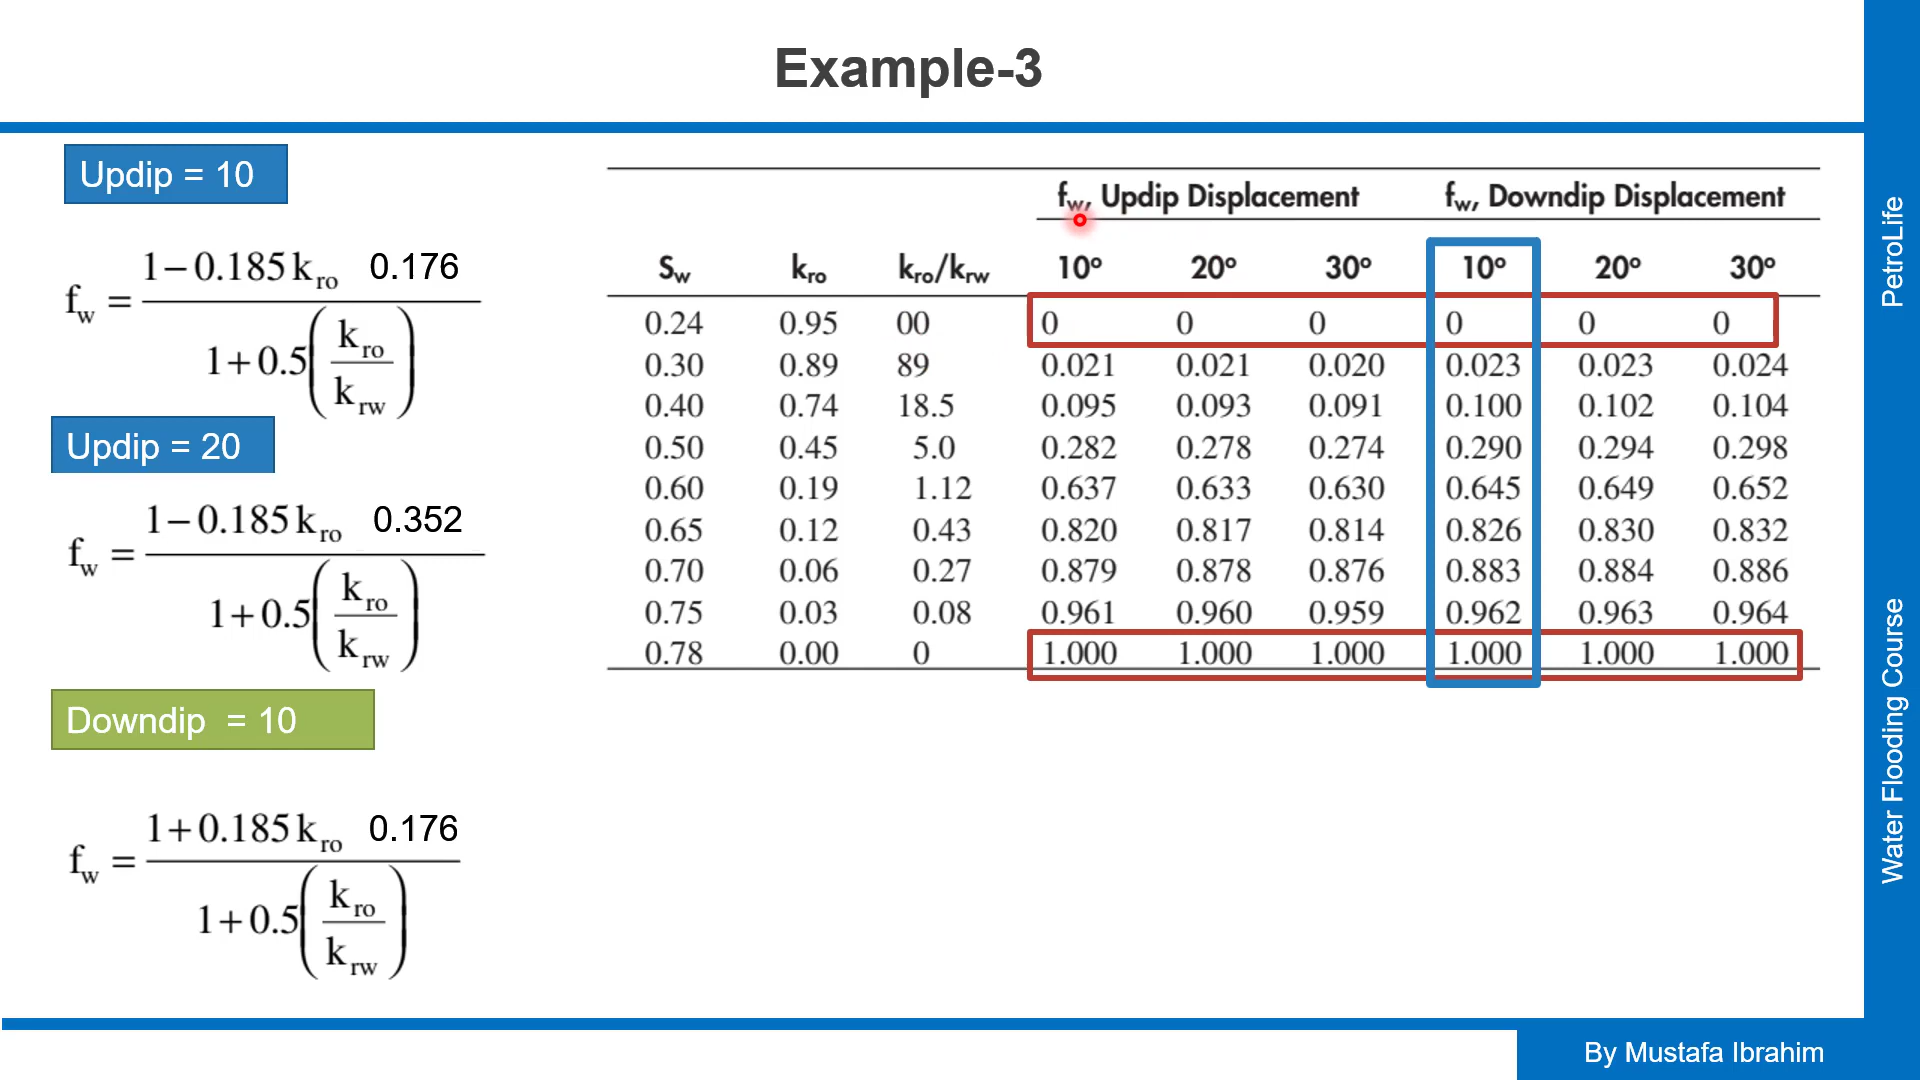 Example-3
Updip = 10
f_w = (1 − 0.185 k_ro 0.176) / (1 + 0.5 (k_ro / k_rw))
Updip = 20
f_w = (1 − 0.185 k_ro 0.352) / (1 + 0.5 (k_ro / k_rw))
Downdip = 10
f_w = (1 + 0.185 k_ro 0.176) / (1 + 0.5 (k_ro / k_rw))
f_w, Updip Displacement f_w, Downdip Displacement
S_w k_ro k_ro/k_rw 10° 20° 30° 10° 20° 30°
0.24 0.95 00 0 0 0 0 0 0
0.30 0.89 89 0.021 0.021 0.020 0.023 0.023 0.024
0.40 0.74 18.5 0.095 0.093 0.091 0.100 0.102 0.104
0.50 0.45 5.0 0.282 0.278 0.274 0.290 0.294 0.298
0.60 0.19 1.12 0.637 0.633 0.630 0.645 0.649 0.652
0.65 0.12 0.43 0.820 0.817 0.814 0.826 0.830 0.832
0.70 0.06 0.27 0.879 0.878 0.876 0.883 0.884 0.886
0.75 0.03 0.08 0.961 0.960 0.959 0.962 0.963 0.964
0.78 0.00 0 1.000 1.000 1.000 1.000 1.000 1.000
PetroLife
Water Flooding Course
By Mustafa Ibrahim